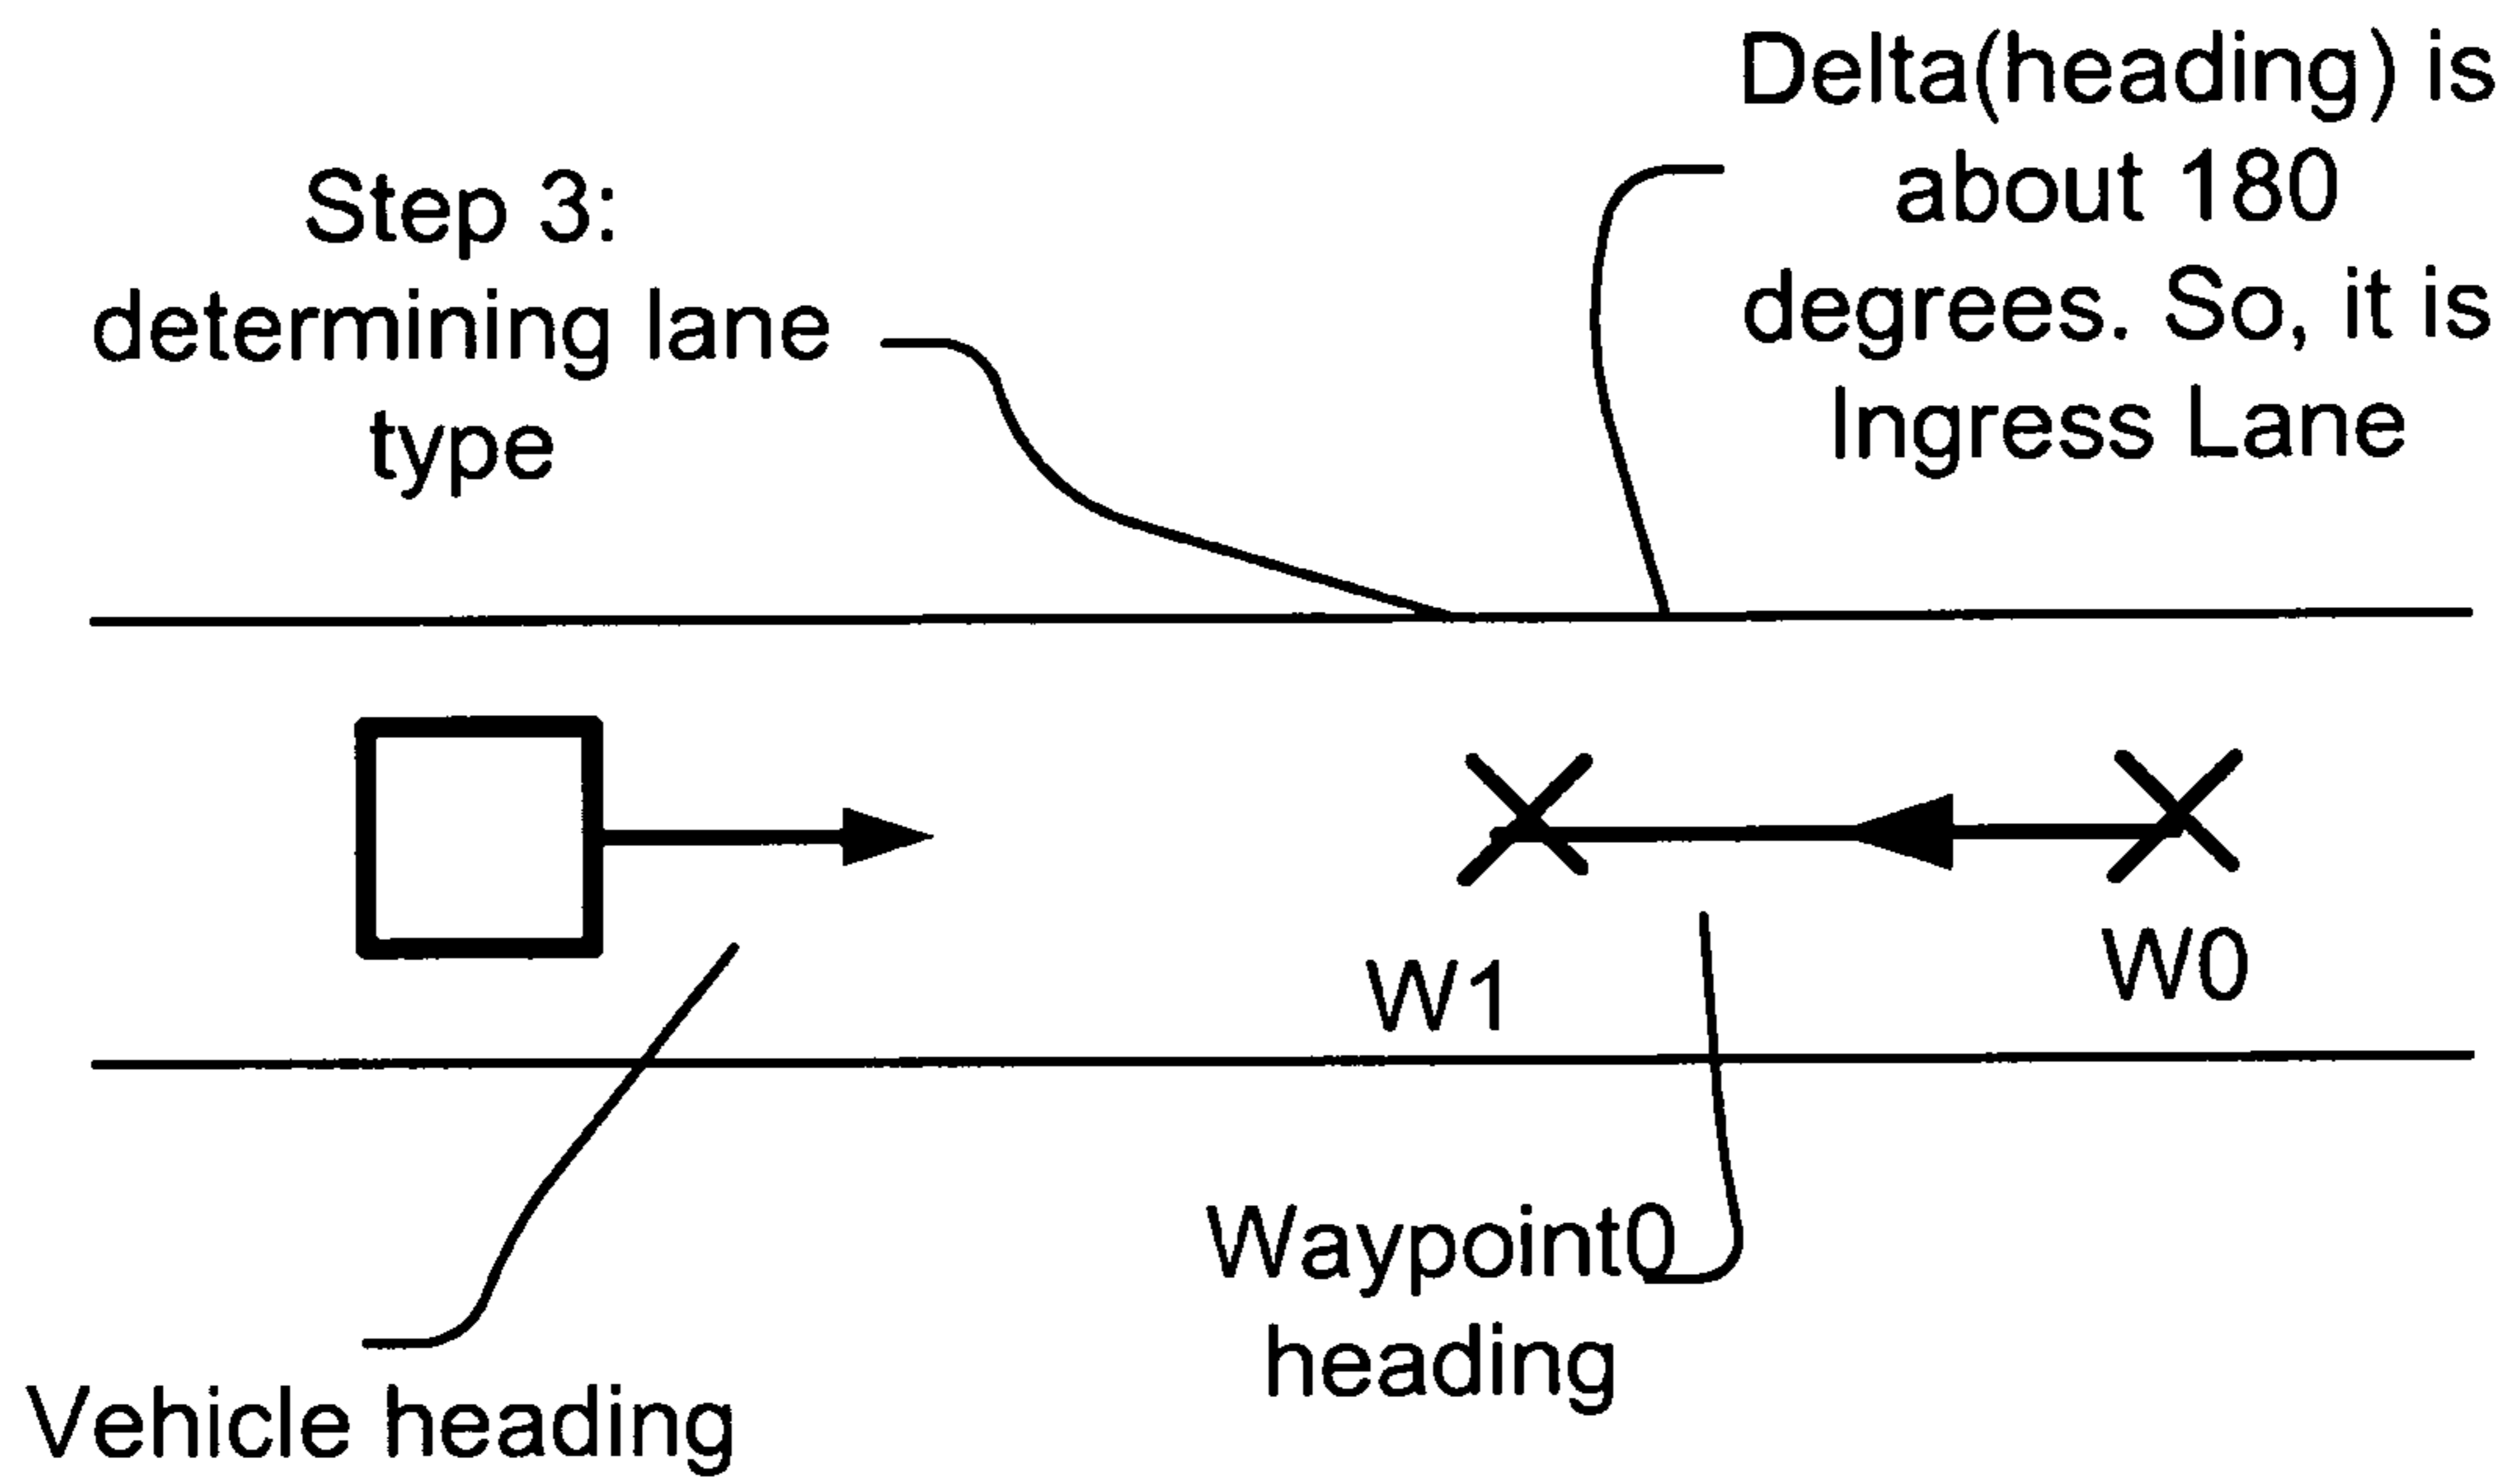 Step 3:
determining lane
type
Delta(heading) is
about 180
degrees. So, it is
Ingress Lane
W1
W0
Waypoint0
heading
Vehicle heading